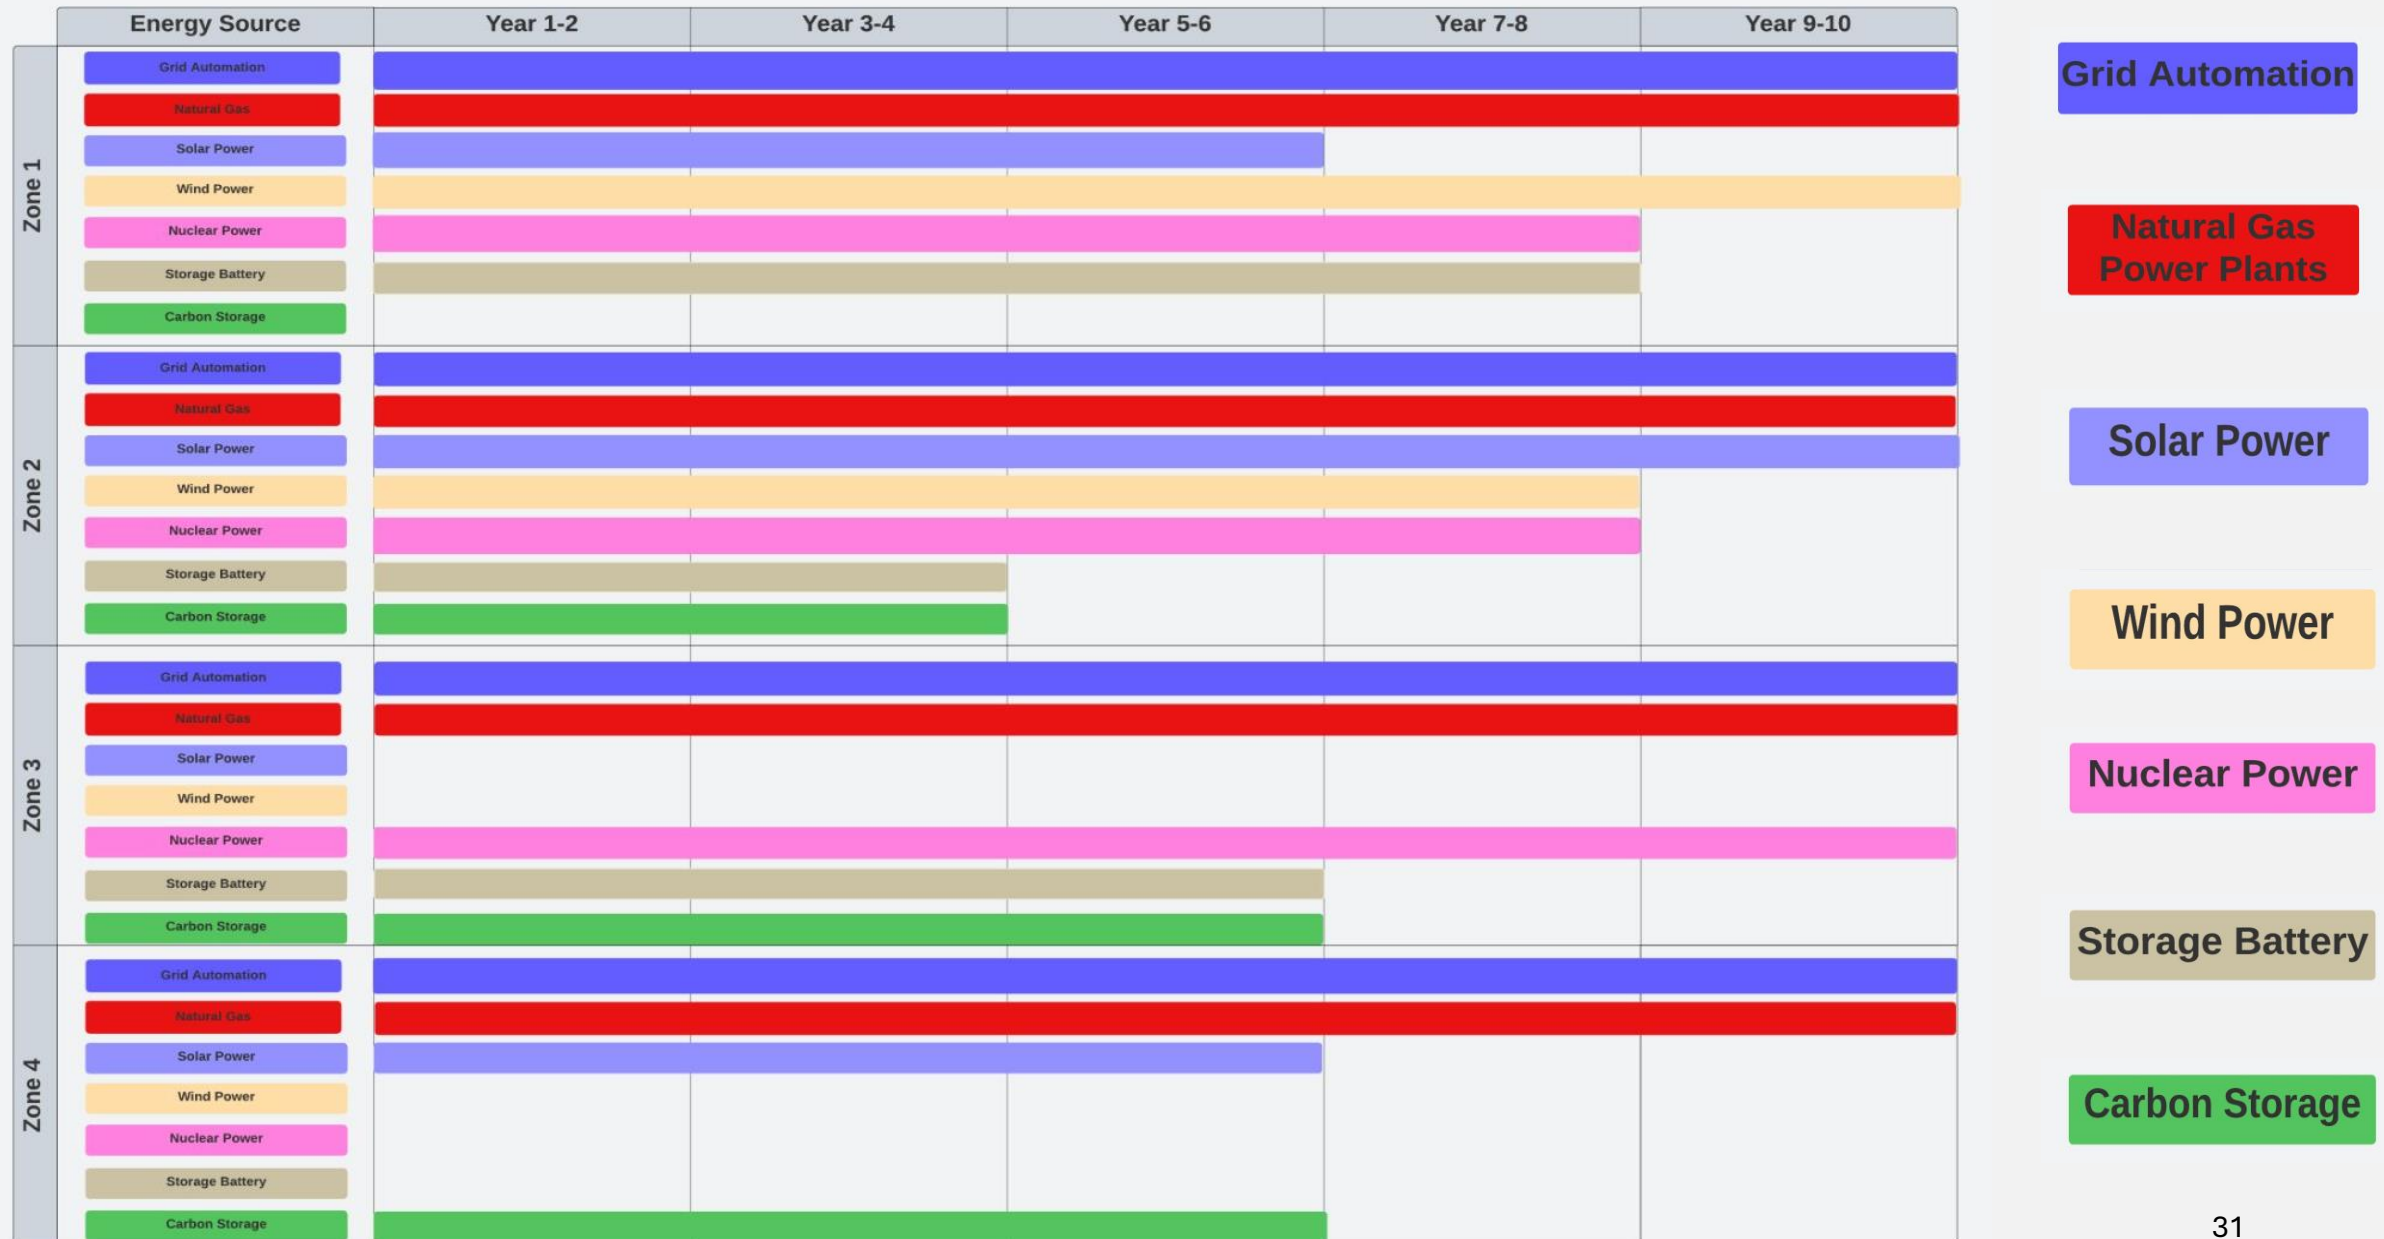 Energy Source Year 1-2 Year 3-4 Year 5-6 Year 7-8 Year 9-10
Zone 1
Grid Automation
Natural Gas
Solar Power
Wind Power
Nuclear Power
Storage Battery
Carbon Storage
Zone 2
Grid Automation
Natural Gas
Solar Power
Wind Power
Nuclear Power
Storage Battery
Carbon Storage
Zone 3
Grid Automation
Natural Gas
Solar Power
Wind Power
Nuclear Power
Storage Battery
Carbon Storage
Zone 4
Grid Automation
Natural Gas
Solar Power
Wind Power
Nuclear Power
Storage Battery
Carbon Storage
Grid Automation
Natural Gas
Power Plants
Solar Power
Wind Power
Nuclear Power
Storage Battery
Carbon Storage
31